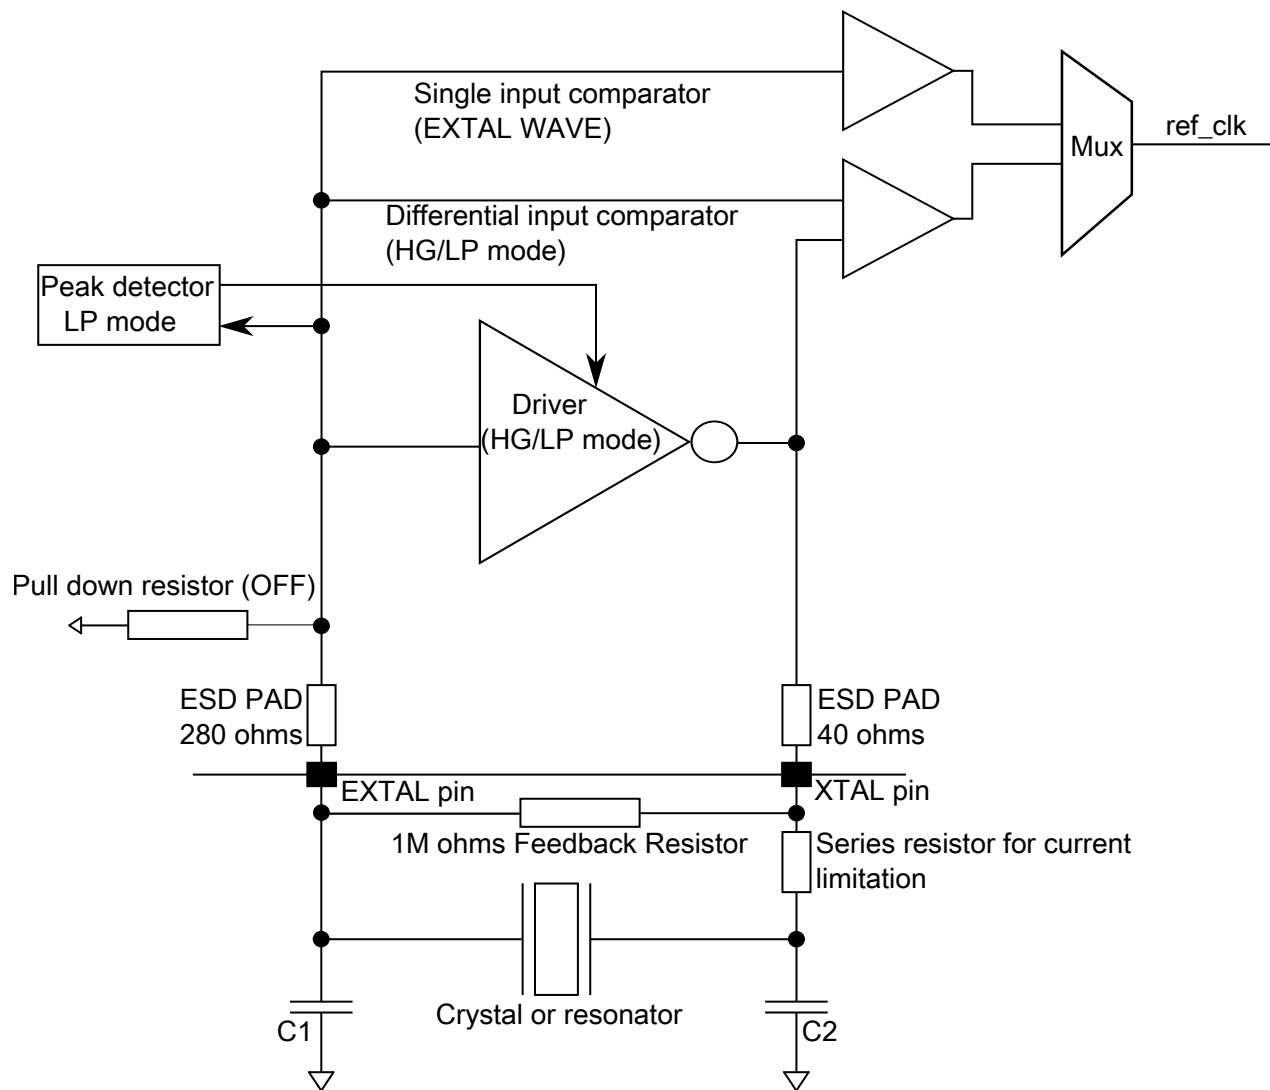 Single input comparator
(EXTAL WAVE)
Mux
ref_clk
Differential input comparator
(HG/LP mode)
Peak detector
LP mode
Driver
(HG/LP mode)
Pull down resistor (OFF)
ESD PAD
280 ohms
ESD PAD
40 ohms
EXTAL pin
XTAL pin
1M ohms Feedback Resistor
Series resistor for current
limitation
C1
Crystal or resonator
C2